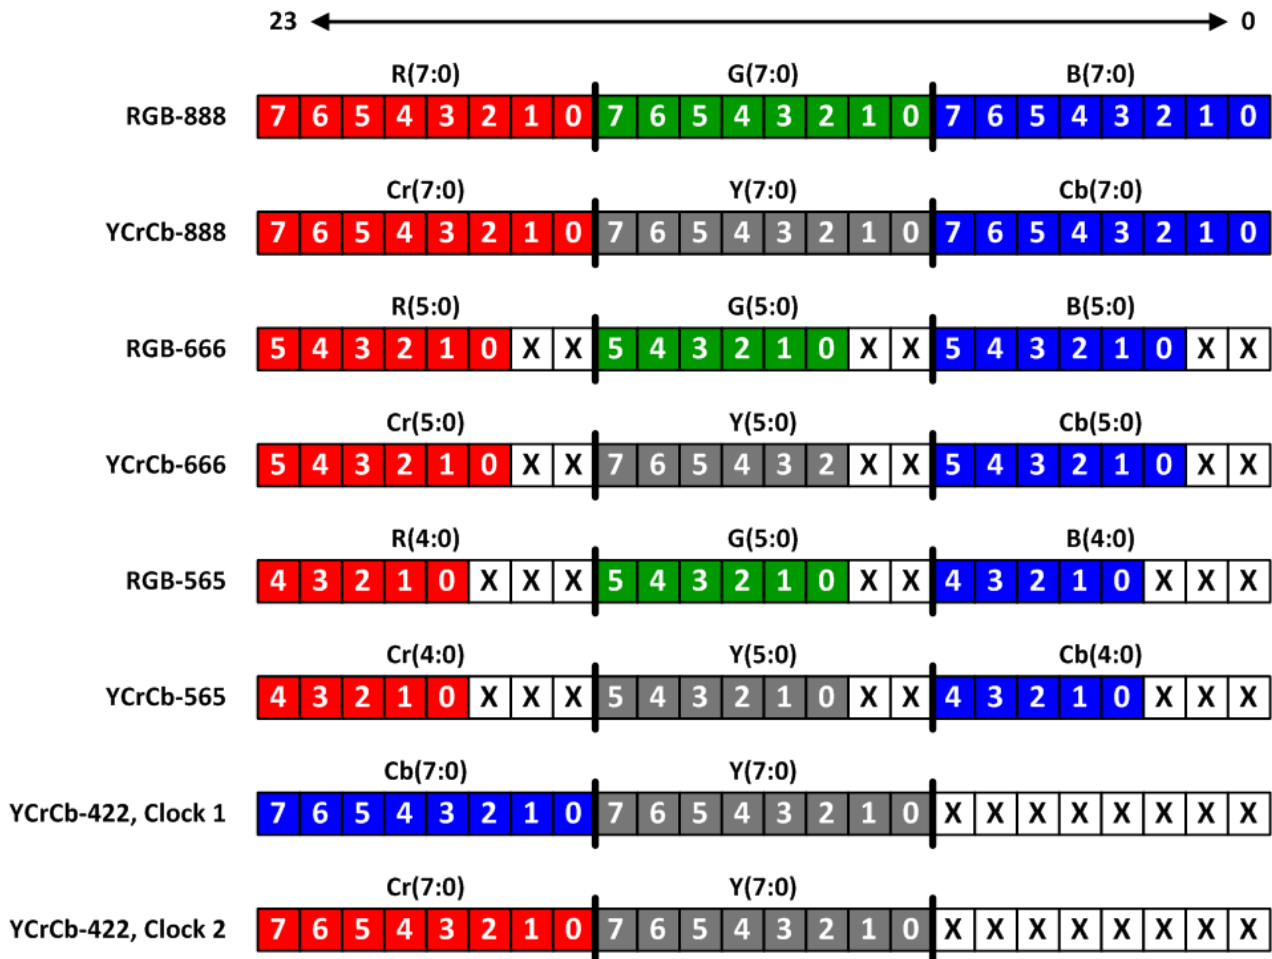 23 0
R(7:0) G(7:0) B(7:0)
RGB-888 7 6 5 4 3 2 1 0 7 6 5 4 3 2 1 0 7 6 5 4 3 2 1 0
Cr(7:0) Y(7:0) Cb(7:0)
YCrCb-888 7 6 5 4 3 2 1 0 7 6 5 4 3 2 1 0 7 6 5 4 3 2 1 0
R(5:0) G(5:0) B(5:0)
RGB-666 5 4 3 2 1 0 X X 5 4 3 2 1 0 X X 5 4 3 2 1 0 X X
Cr(5:0) Y(5:0) Cb(5:0)
YCrCb-666 5 4 3 2 1 0 X X 7 6 5 4 3 2 X X 5 4 3 2 1 0 X X
R(4:0) G(5:0) B(4:0)
RGB-565 4 3 2 1 0 X X X 5 4 3 2 1 0 X X 4 3 2 1 0 X X X
Cr(4:0) Y(5:0) Cb(4:0)
YCrCb-565 4 3 2 1 0 X X X 5 4 3 2 1 0 X X 4 3 2 1 0 X X X
Cb(7:0) Y(7:0)
YCrCb-422, Clock 1 7 6 5 4 3 2 1 0 7 6 5 4 3 2 1 0 X X X X X X X X
Cr(7:0) Y(7:0)
YCrCb-422, Clock 2 7 6 5 4 3 2 1 0 7 6 5 4 3 2 1 0 X X X X X X X X